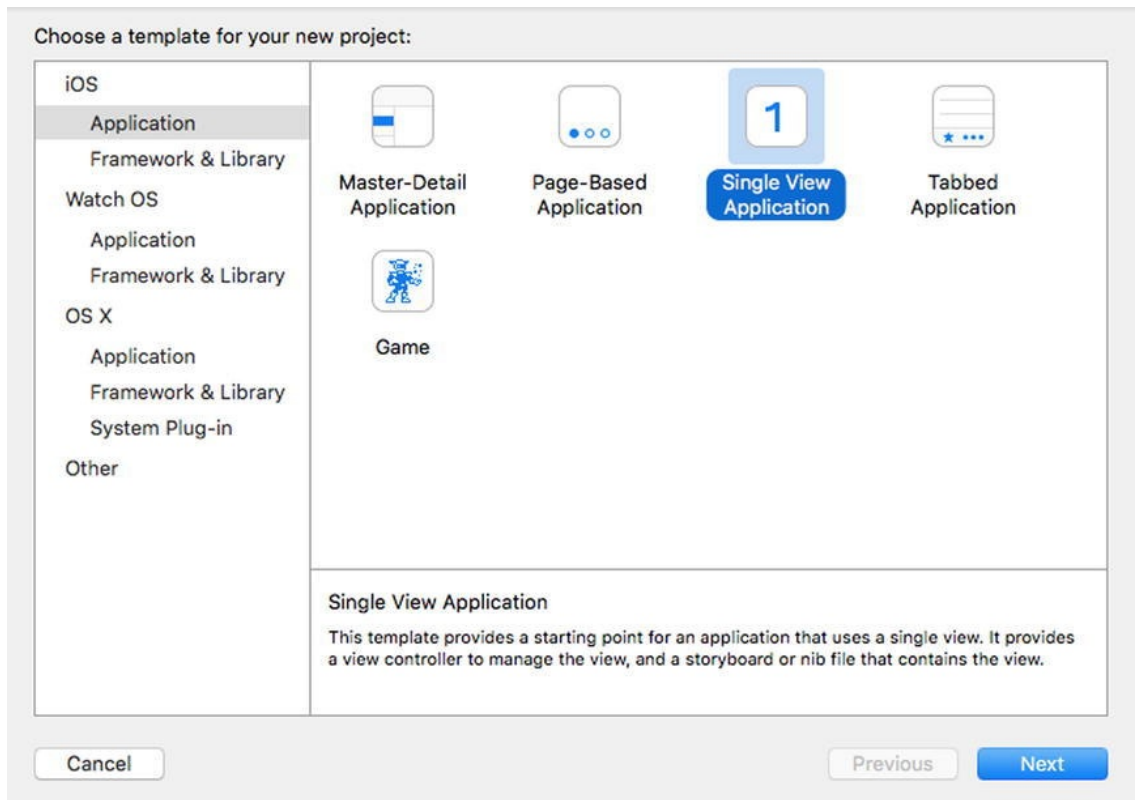 Choose a template for your new project:
iOS
Application
Framework & Library
Watch OS
Application
Framework & Library
OS X
Application
Framework & Library
System Plug-in
Other
Master-Detail
Application
Page-Based
Application
1
Single View
Application
Tabbed
Application
Game
Single View Application
This template provides a starting point for an application that uses a single view. It provides
a view controller to manage the view, and a storyboard or nib file that contains the view.
Cancel
Previous
Next